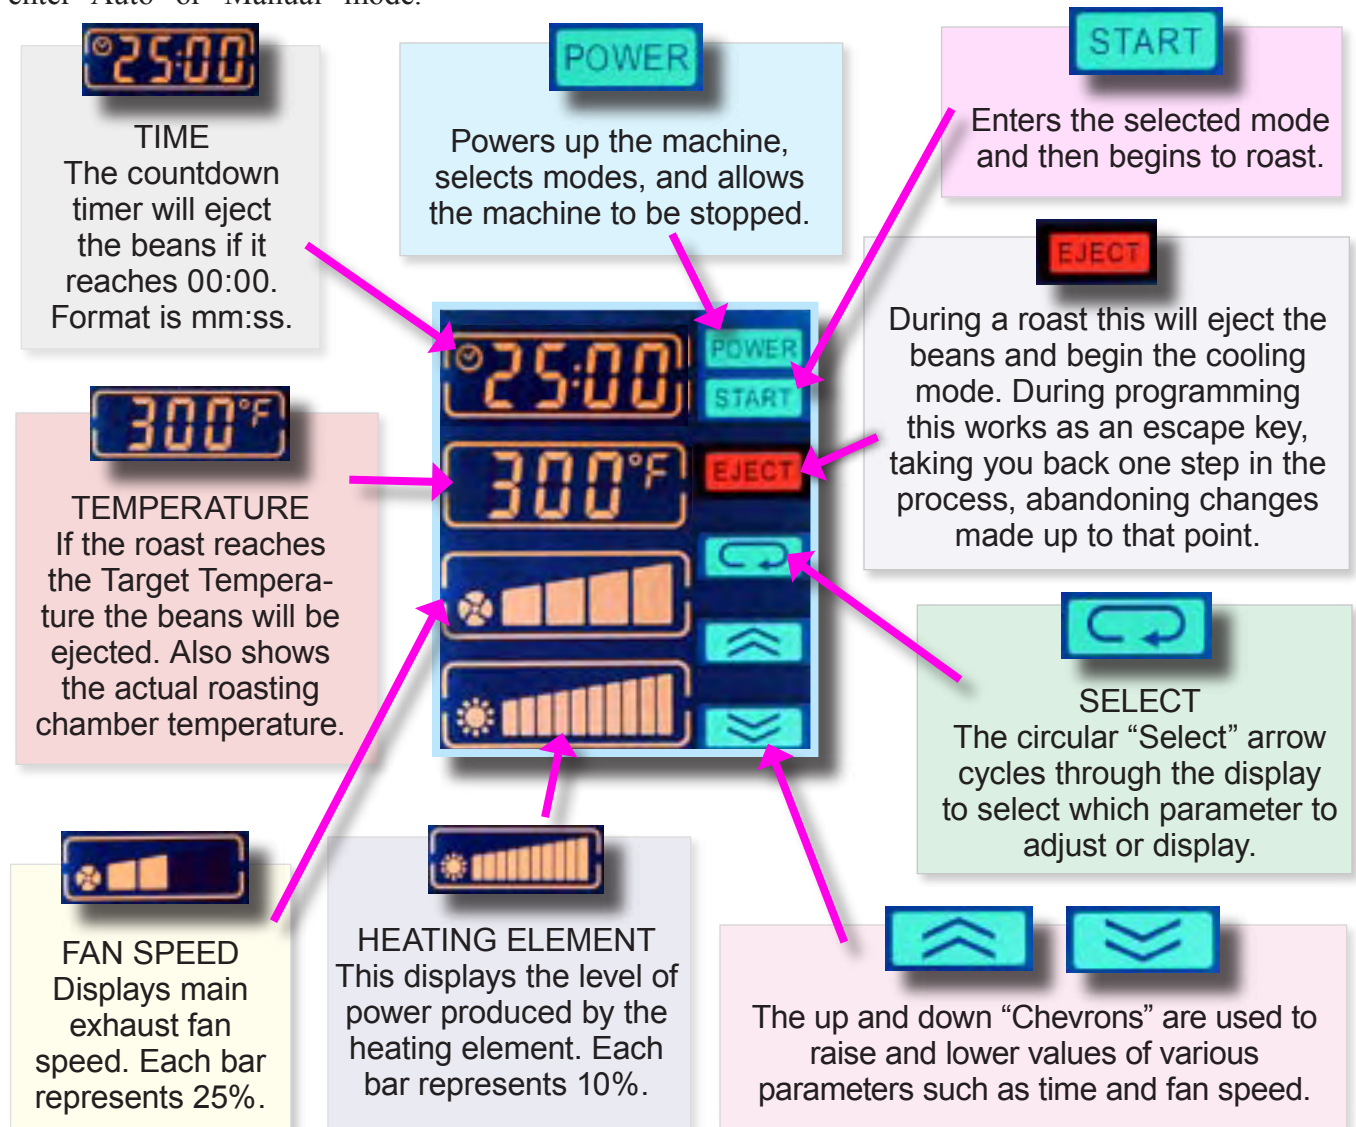 enter Auto or Manual mode.
25:00
TIME
The countdown
timer will eject
the beans if it
reaches 00:00.
Format is mm:ss.
POWER
Powers up the machine,
selects modes, and allows
the machine to be stopped.
START
Enters the selected mode
and then begins to roast.
EJECT
During a roast this will eject the
beans and begin the cooling
mode. During programming
this works as an escape key,
taking you back one step in the
process, abandoning changes
made up to that point.
25:00
POWER
START
300°F
EJECT
300°F
TEMPERATURE
If the roast reaches
the Target Tempera-
ture the beans will be
ejected. Also shows
the actual roasting
chamber temperature.
SELECT
The circular “Select” arrow
cycles through the display
to select which parameter to
adjust or display.
FAN SPEED
Displays main
exhaust fan
speed. Each bar
represents 25%.
HEATING ELEMENT
This displays the level of
power produced by the
heating element. Each
bar represents 10%.
The up and down “Chevrons” are used to
raise and lower values of various
parameters such as time and fan speed.